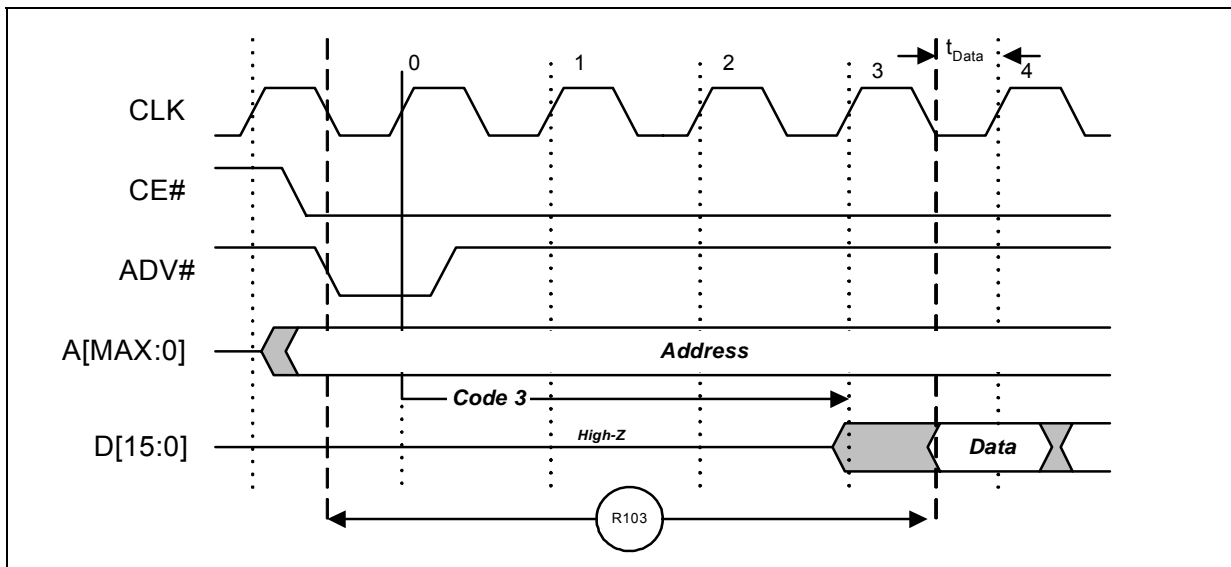 0 1 2 3 tData 4
CLK
CE#
ADV#
A[MAX:0] Address
Code 3
D[15:0] High-Z Data
R103